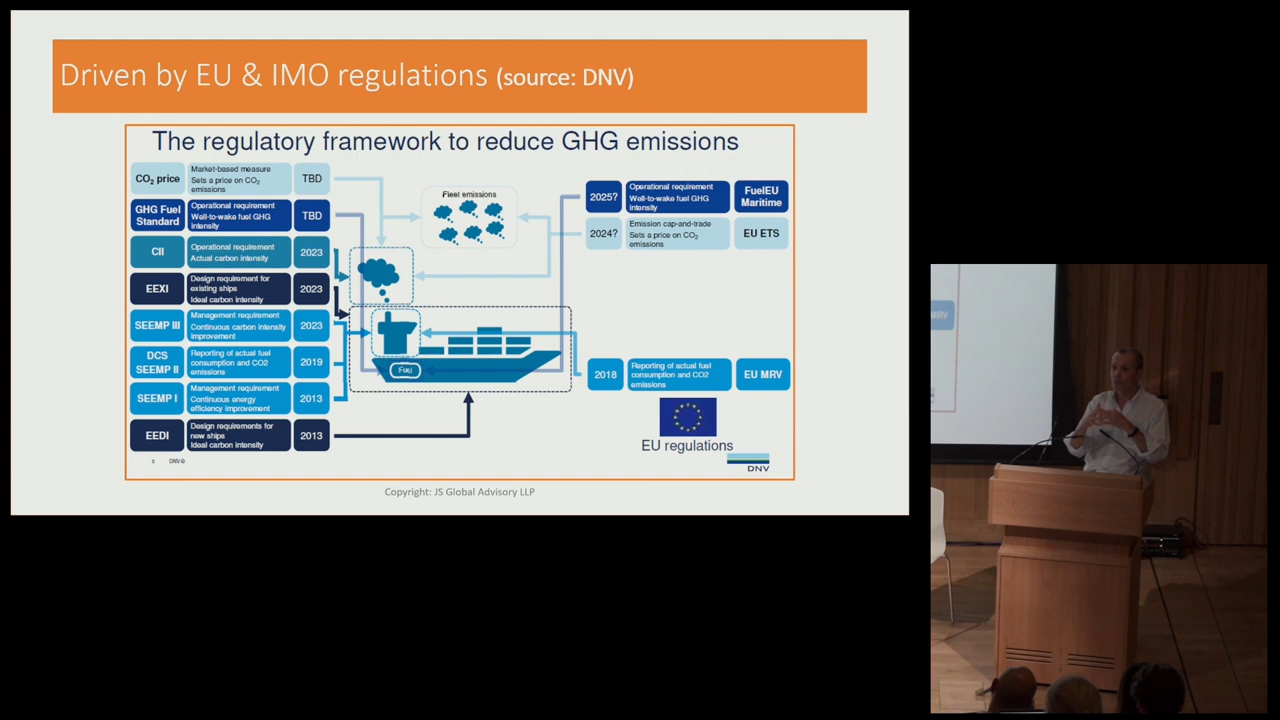 Driven by EU & IMO regulations (source: DNV)
The regulatory framework to reduce GHG emissions
CO2 price
Market-based measure
Sets a price on CO2
emissions
TBD
GHG Fuel
Standard
Operational requirement
Well-to-wake fuel GHG
intensity
TBD
CII
Operational requirement
Actual carbon intensity
2023
EEXI
Design requirement for
existing ships
Ideal carbon intensity
2023
SEEMP III
Management requirement
Continuous carbon intensity
improvement
2023
DCS
SEEMP II
Reporting of actual fuel
consumption and CO2
emissions
2019
SEEMP I
Management requirement
Continuous energy
efficiency improvement
2013
EEDI
Design requirements for
new ships
Ideal carbon intensity
2013
Fleet emissions
Fuel
2025?
Operational requirement
Well-to-wake fuel GHG
intensity
FuelEU
Maritime
2024?
Emission cap-and-trade
Sets a price on CO2
emissions
EU ETS
2018
Reporting of actual fuel
consumption and CO2
emissions
EU MRV
EU regulations
5 DNV ©
DNV
Copyright: JS Global Advisory LLP
MRV